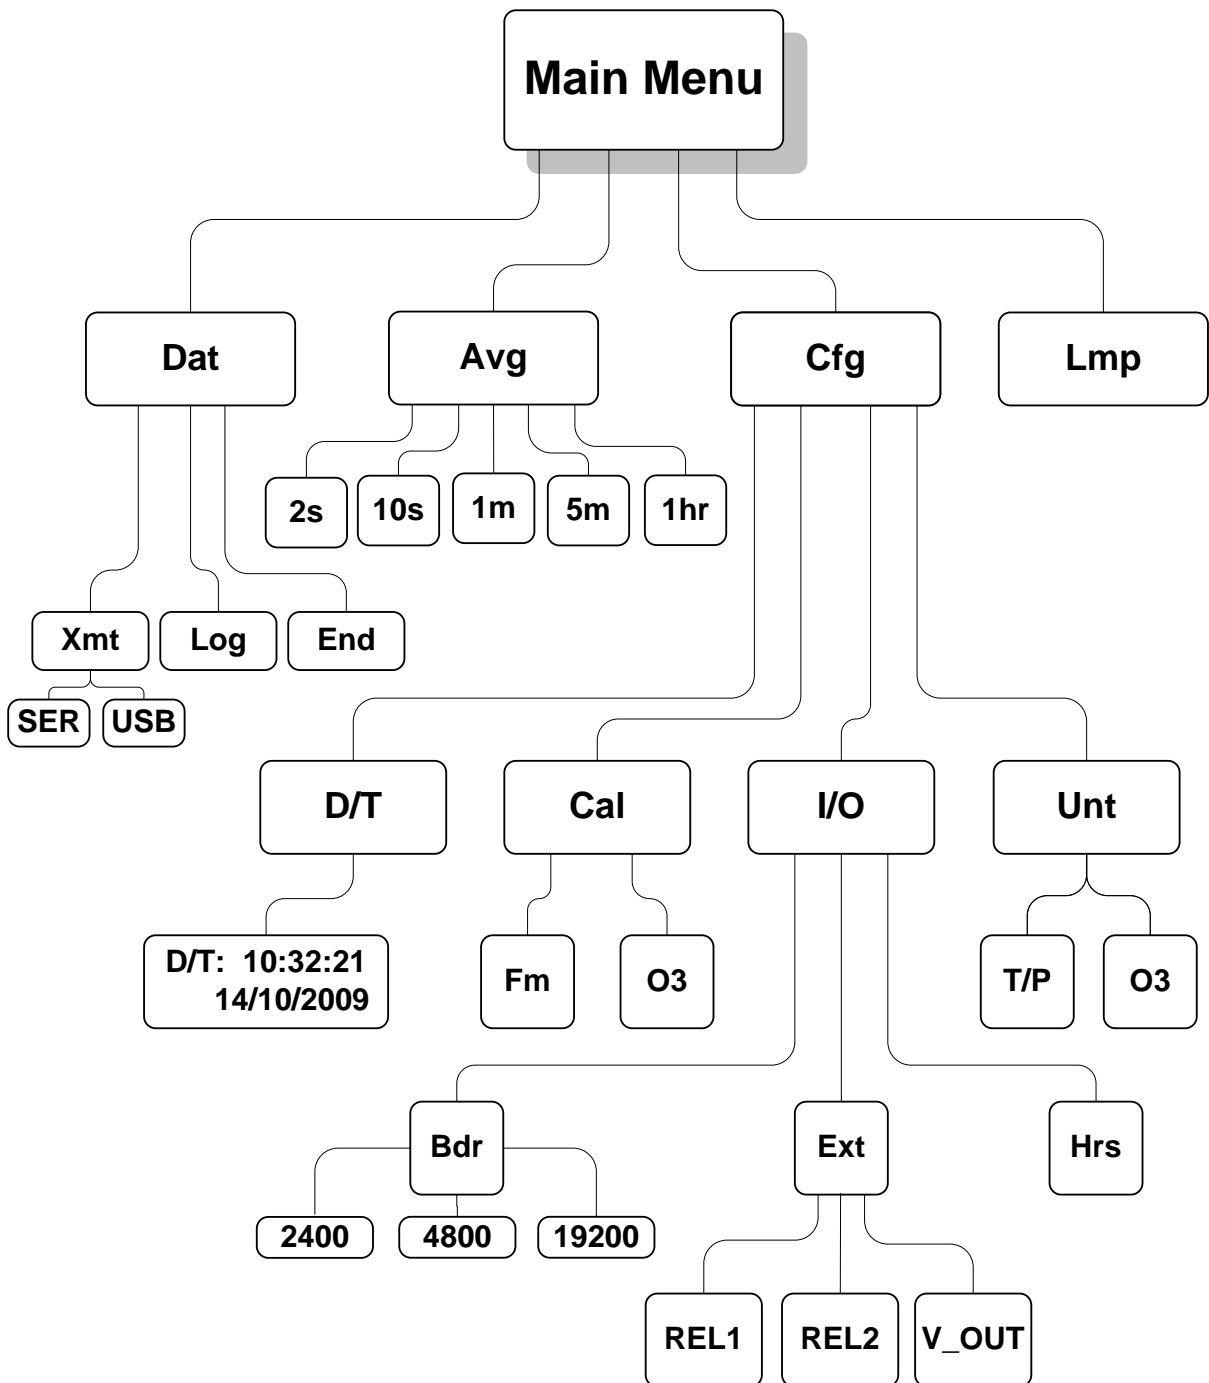 Main Menu
Dat
Avg
Cfg
Lmp
2s
10s
1m
5m
1hr
Xmt
Log
End
SER
USB
D/T
Cal
I/O
Unt
D/T: 10:32:21
14/10/2009
Fm
O3
T/P
O3
Bdr
Ext
Hrs
2400
4800
19200
REL1
REL2
V_OUT